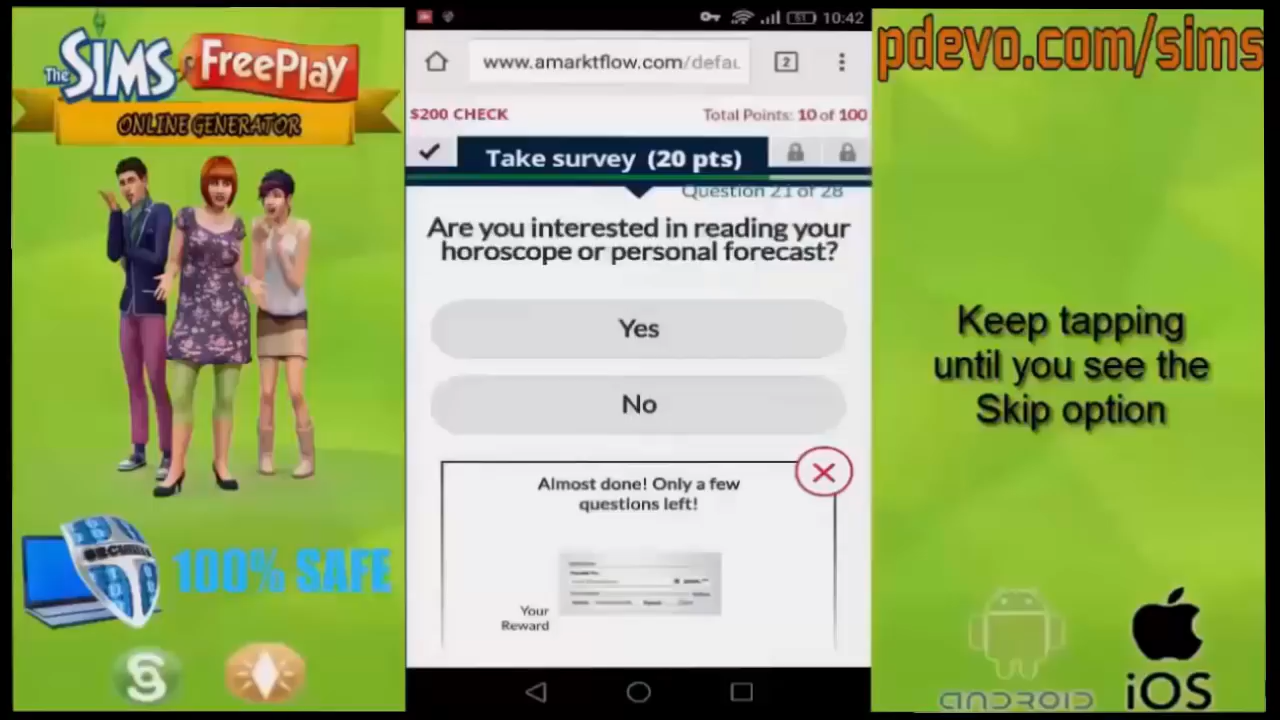 THE SIMS FREEPLAY
ONLINE GENERATOR
100% SAFE
51 10:42
www.amarktflow.com/defau
2
$200 CHECK
Total Points: 10 of 100
Take survey (20 pts)
Question 21 of 28
Are you interested in reading your
horoscope or personal forecast?
Yes
No
Almost done! Only a few
questions left!
Your
Reward
pdevo.com/sims
Keep tapping
until you see the
Skip option
ANDROID
iOS